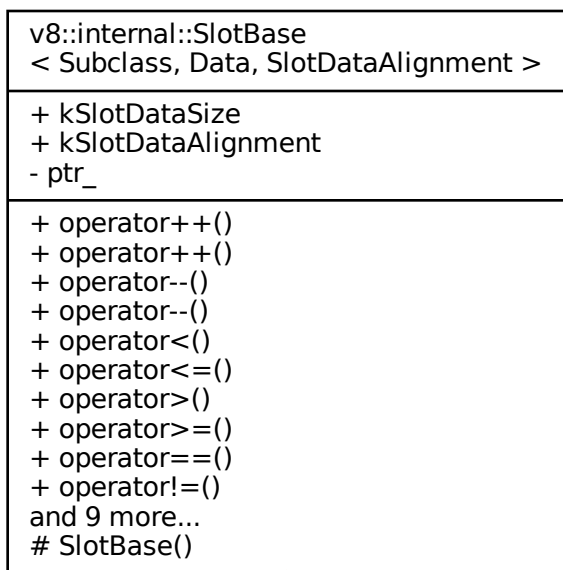 v8::internal::SlotBase
< Subclass, Data, SlotDataAlignment >
+ kSlotDataSize
+ kSlotDataAlignment
- ptr_
+ operator++()
+ operator++()
+ operator--()
+ operator--()
+ operator<()
+ operator<=()
+ operator>()
+ operator>=()
+ operator==()
+ operator!=()
and 9 more...
# SlotBase()